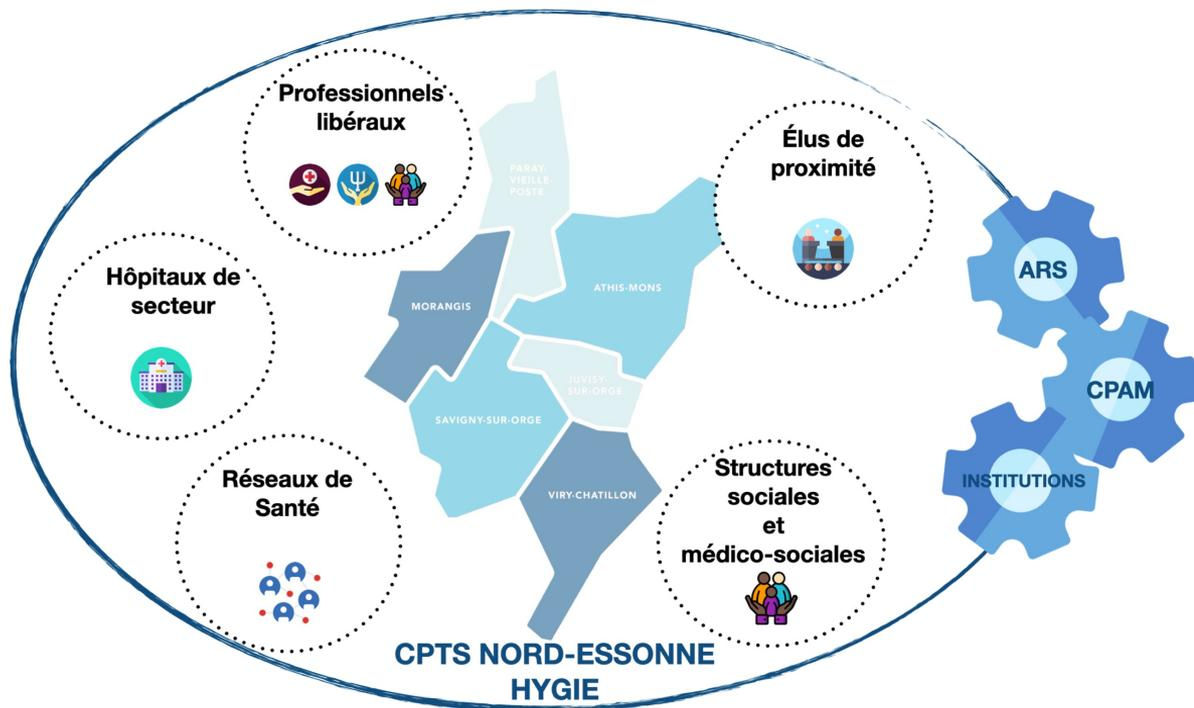 Professionnels
libéraux
Élus de
proximité
PARAY-
VIEILLE-
POSTE
Hôpitaux de
secteur
MORANGIS
ATHIS-MONS
ARS
JUVISY-
SUR-ORGE
CPAM
SAVIGNY-SUR-ORGE
Réseaux de
Santé
VIRY-CHATILLON
Structures
sociales
et
médico-sociales
INSTITUTIONS
CPTS NORD-ESSONNE
HYGIE